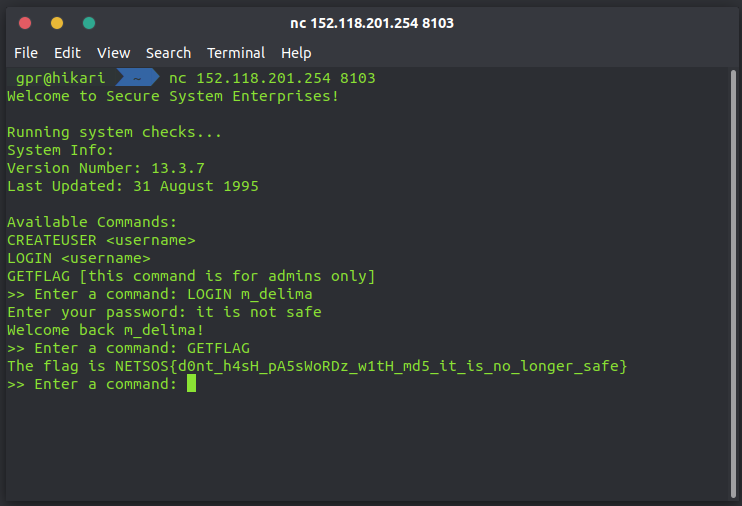 nc 152.118.201.254 8103
File Edit View Search Terminal Help
gpr@hikari ~ nc 152.118.201.254 8103
Welcome to Secure System Enterprises!
Running system checks...
System Info:
Version Number: 13.3.7
Last Updated: 31 August 1995
Available Commands:
CREATEUSER <username>
LOGIN <username>
GETFLAG [this command is for admins only]
>> Enter a command: LOGIN m_delima
Enter your password: it is not safe
Welcome back m_delima!
>> Enter a command: GETFLAG
The flag is NETSOS{d0nt_h4sH_pA5sWoRDz_w1tH_md5_it_is_no_longer_safe}
>> Enter a command: